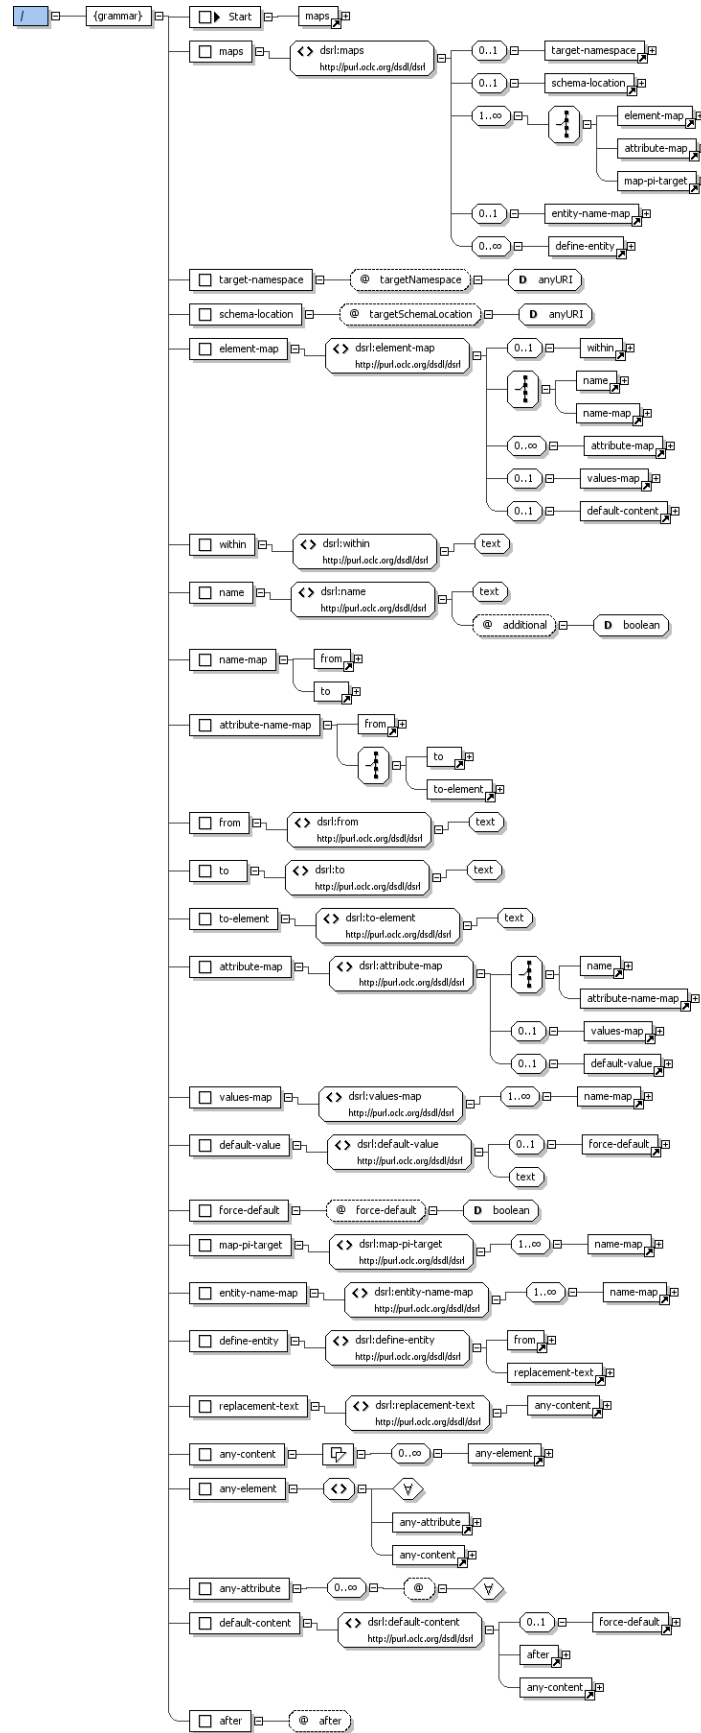 / {grammar} Start maps
maps dsrl:maps 0..1 target-namespace
http://purl.oclc.org/dsdl/dsrl
0..1 schema-location
1..∞ element-map
attribute-map
map-pi-target
0..1 entity-name-map
0..∞ define-entity
target-namespace @ targetNamespace D anyURI
schema-location @ targetSchemaLocation D anyURI
element-map dsrl:element-map 0..1 within
http://purl.oclc.org/dsdl/dsrl
name
name-map
0..∞ attribute-map
0..1 values-map
0..1 default-content
within dsrl:within text
http://purl.oclc.org/dsdl/dsrl
name dsrl:name text
http://purl.oclc.org/dsdl/dsrl
@ additional D boolean
name-map from
to
attribute-name-map from
to
to-element
from dsrl:from text
http://purl.oclc.org/dsdl/dsrl
to dsrl:to text
http://purl.oclc.org/dsdl/dsrl
to-element dsrl:to-element text
http://purl.oclc.org/dsdl/dsrl
attribute-map dsrl:attribute-map name
http://purl.oclc.org/dsdl/dsrl
attribute-name-map
0..1 values-map
0..1 default-value
values-map dsrl:values-map 1..∞ name-map
http://purl.oclc.org/dsdl/dsrl
default-value dsrl:default-value 0..1 force-default
http://purl.oclc.org/dsdl/dsrl
text
force-default @ force-default D boolean
map-pi-target dsrl:map-pi-target 1..∞ name-map
http://purl.oclc.org/dsdl/dsrl
entity-name-map dsrl:entity-name-map 1..∞ name-map
http://purl.oclc.org/dsdl/dsrl
define-entity dsrl:define-entity from
http://purl.oclc.org/dsdl/dsrl
replacement-text
replacement-text dsrl:replacement-text any-content
http://purl.oclc.org/dsdl/dsrl
any-content 0..∞ any-element
any-element <> ∀
any-attribute
any-content
any-attribute 0..∞ @ ∀
default-content dsrl:default-content 0..1 force-default
http://purl.oclc.org/dsdl/dsrl
after
any-content
after @ after